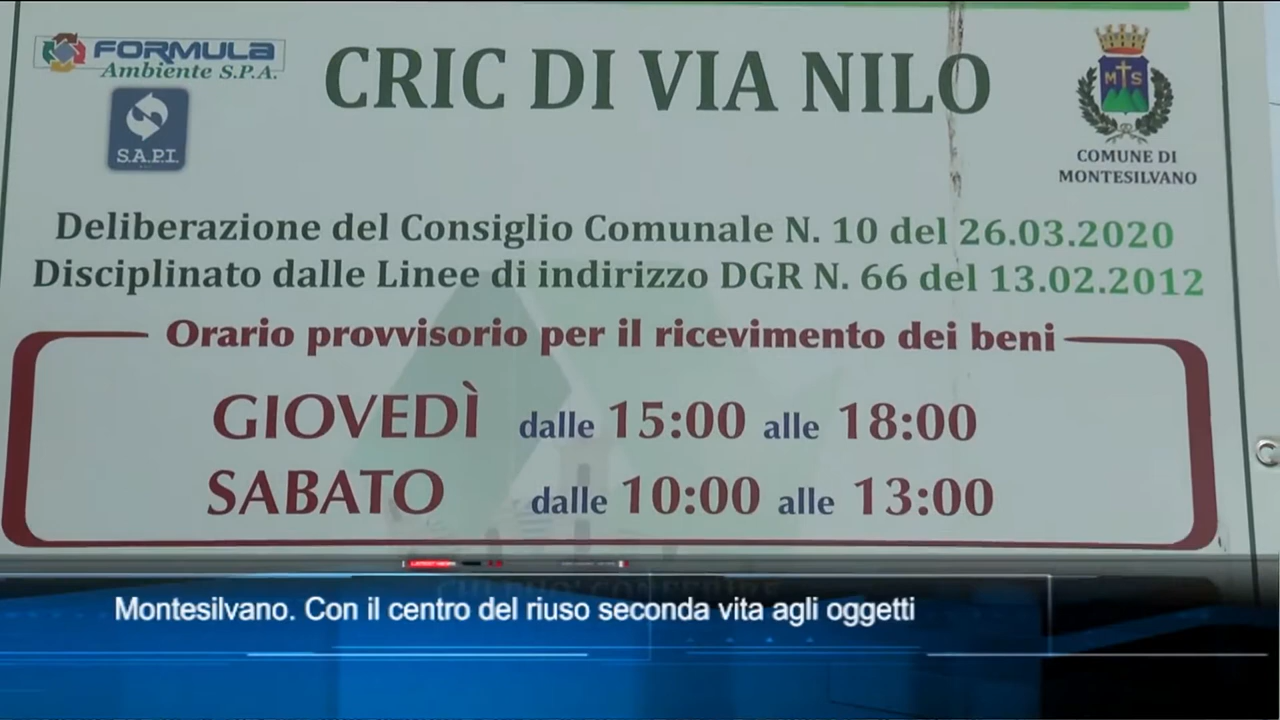 FORMULA
Ambiente S.P.A.
S.A.P.I.
CRIC DI VIA NILO
MTS
COMUNE DI
MONTESILVANO
Deliberazione del Consiglio Comunale N. 10 del 26.03.2020
Disciplinato dalle Linee di indirizzo DGR N. 66 del 13.02.2012
Orario provvisorio per il ricevimento dei beni
GIOVEDÌ dalle 15:00 alle 18:00
SABATO dalle 10:00 alle 13:00
LATEST NEWS
Montesilvano. Con il centro del riuso seconda vita agli oggetti